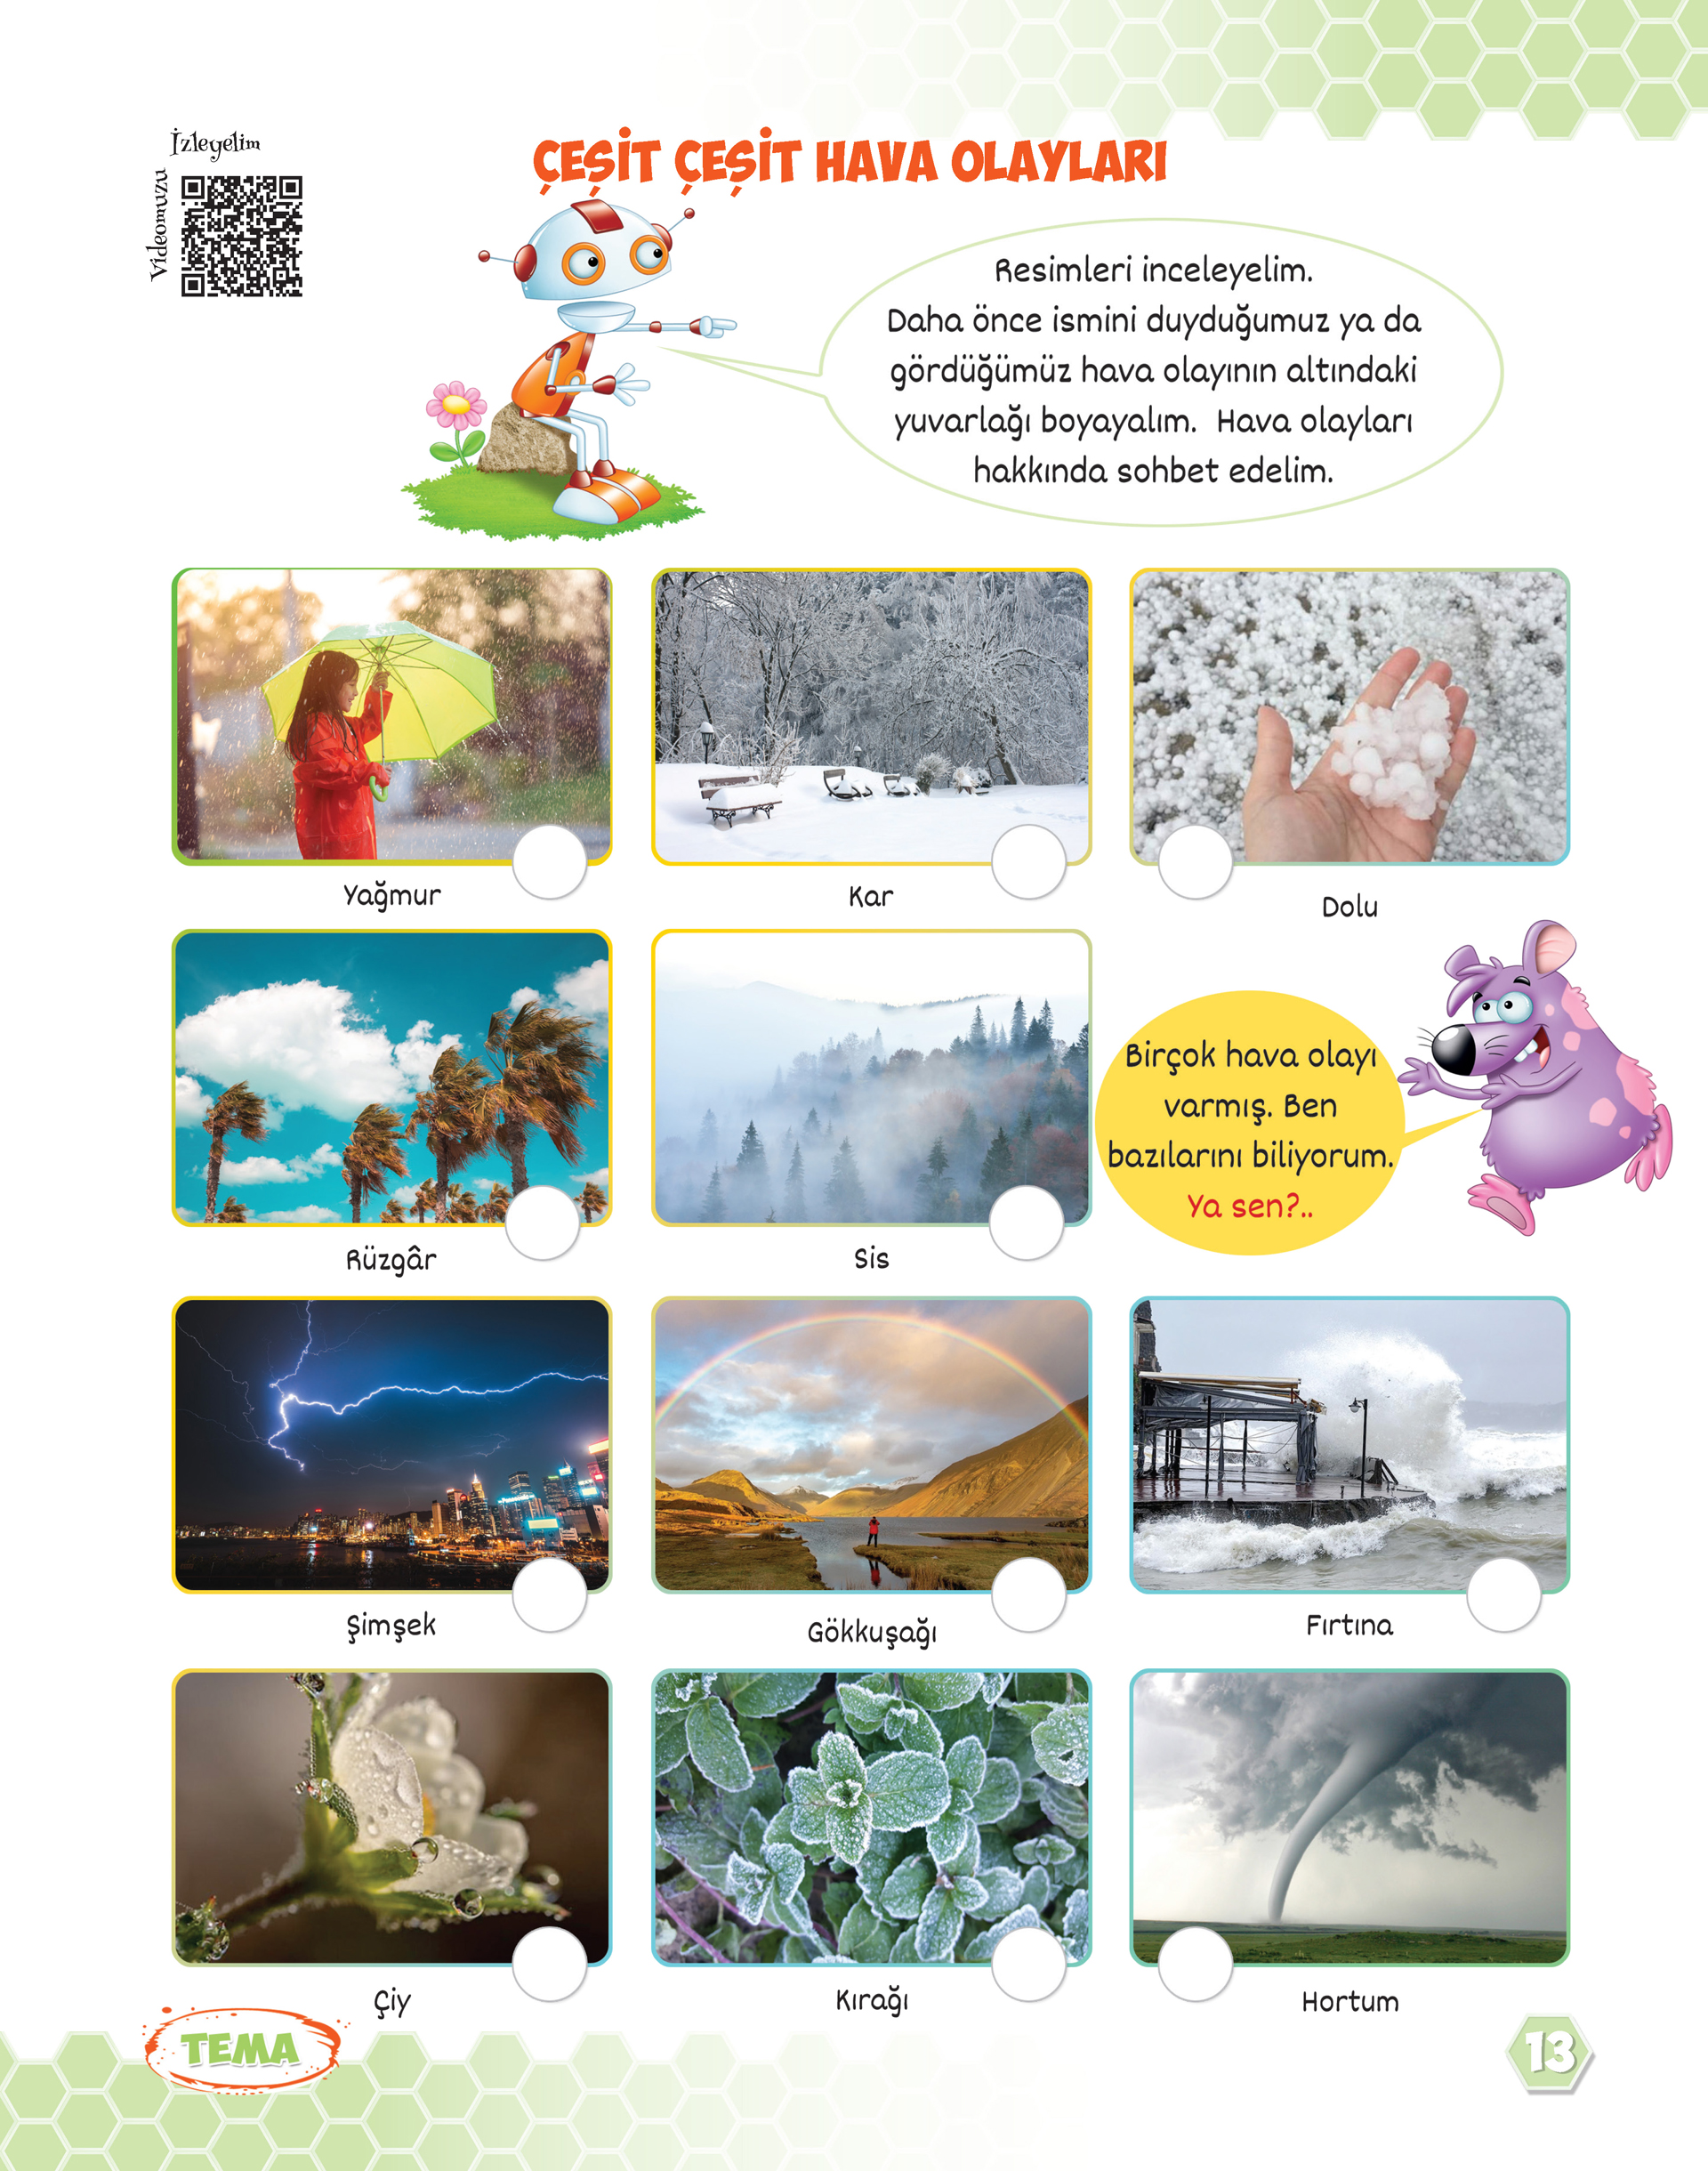 İzleyelim
Videomuzu
ÇEŞİT ÇEŞİT HAVA OLAYLARI
Resimleri inceleyelim.
Daha önce ismini duyduğumuz ya da
gördüğümüz hava olayının altındaki
yuvarlağı boyayalım. Hava olayları
hakkında sohbet edelim.
Yağmur
Kar
Dolu
Birçok hava olayı
varmış. Ben
bazılarını biliyorum.
Ya sen?..
Rüzgâr
Sis
Şimşek
Gökkuşağı
Fırtına
Çiy
Kırağı
Hortum
TEMA
13